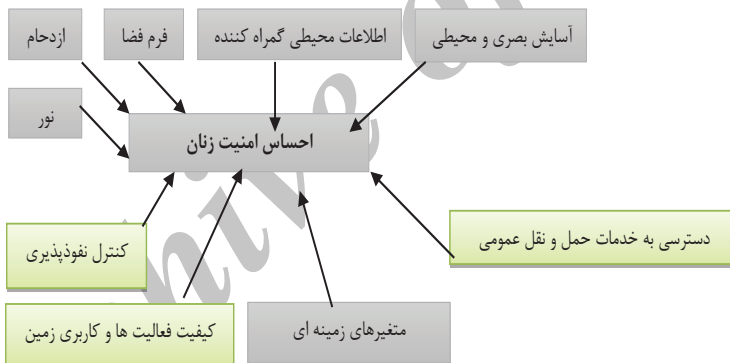 آسایش بصری و محیطی
اطلاعات محیطی گمراه کننده
فرم فضا
ازدحام
نور
احساس امنیت زنان
کنترل نفوذپذیری
دسترسی به خدمات حمل و نقل عمومی
متغیرهای زمینه ای
کیفیت فعالیت ها و کاربری زمین